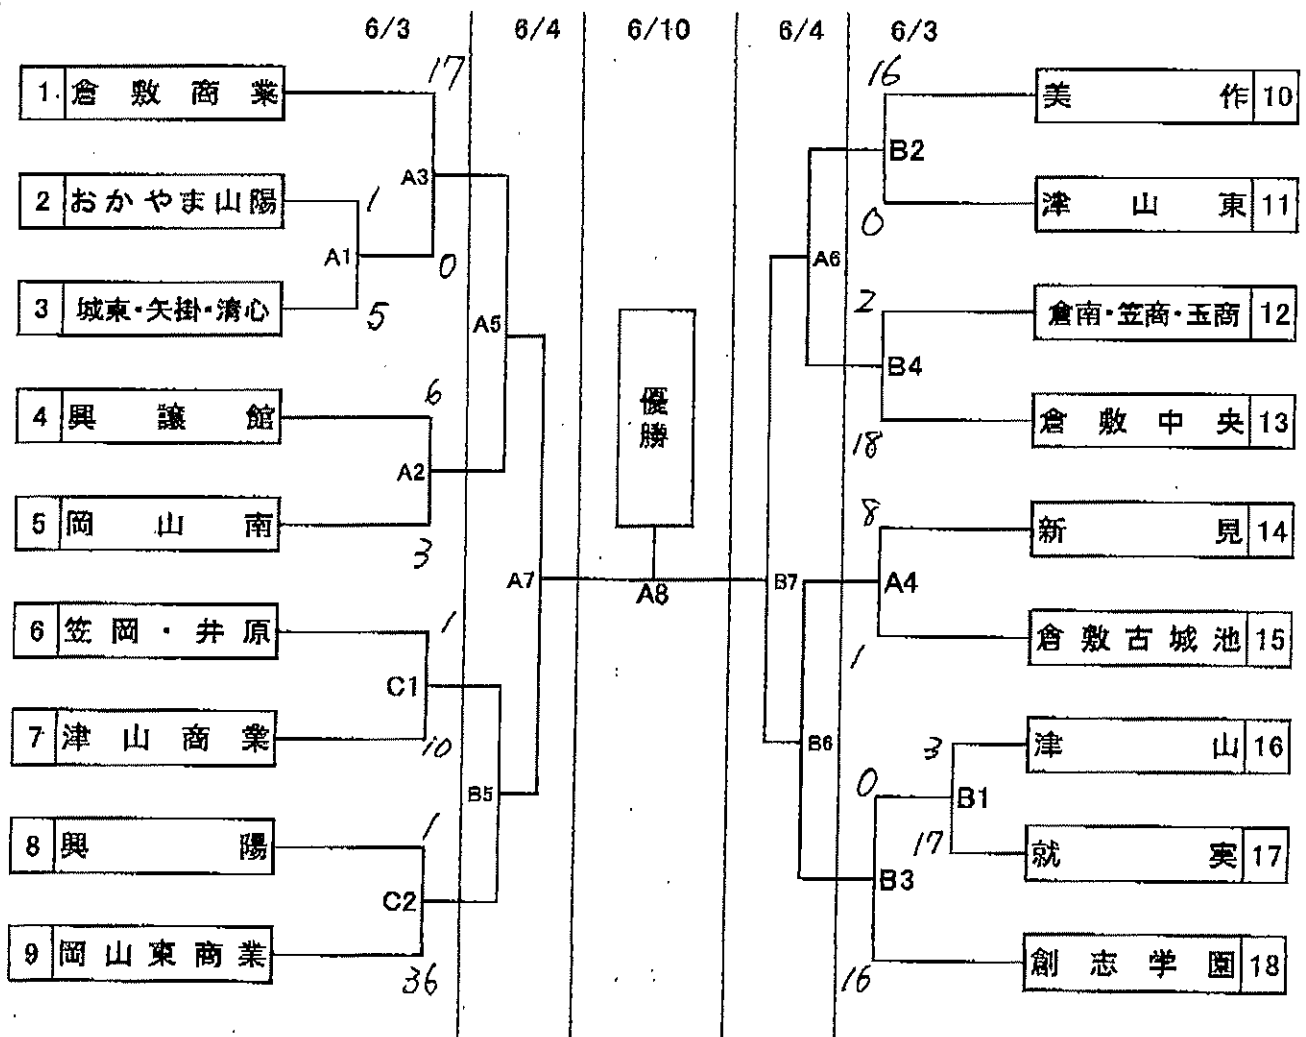 6/3 6/4 6/10 6/4 6/3
17 16
1. 倉敷商業 美作 10
A3 B2
2 おかやま山陽 1 津山東 11
0
A1 0 A6
3 城東・矢掛・清心 5 2 倉南・笠商・玉商 12
A5
B4
4 興譲館 6 優勝 倉敷中央 13
18
A2
5 岡山南 8 新見 14
3
A7 A8 B7 A4
6 笠岡・井原 1 倉敷古城池 15
1
C1
7 津山商業 10 B6 3 津山 16
B5 0 B1
8 興陽 1 17 就実 17
C2 B3
9 岡山東商業 創志学園 18
36 16